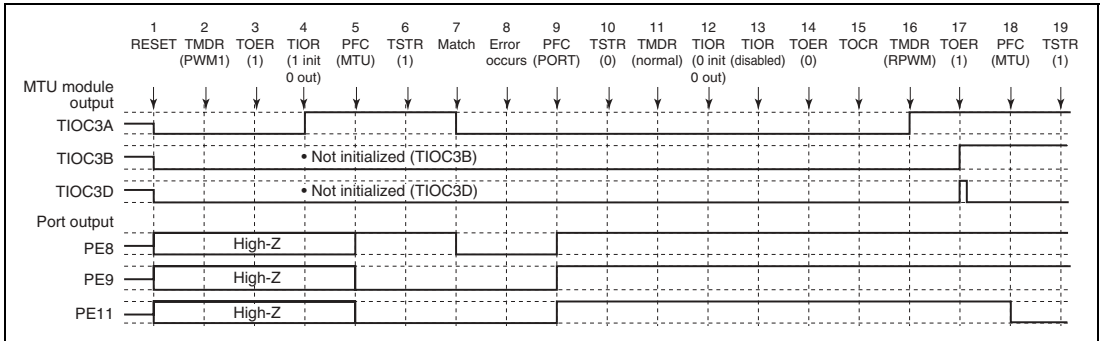 1 2 3 4 5 6 7 8 9 10 11 12 13 14 15 16 17 18 19
RESET TMDR TOER TIOR PFC TSTR Match Error PFC TSTR TMDR TIOR TIOR TOER TOCR TMDR TOER PFC TSTR
(PWM1) (1) (1 init (MTU) (1) occurs (PORT) (0) (normal) (0 init (disabled) (0) (RPWM) (1) (MTU) (1)
0 out) 0 out)
MTU module
output
TIOC3A
TIOC3B • Not initialized (TIOC3B)
TIOC3D • Not initialized (TIOC3D)
Port output
PE8 High-Z
PE9 High-Z
PE11 High-Z